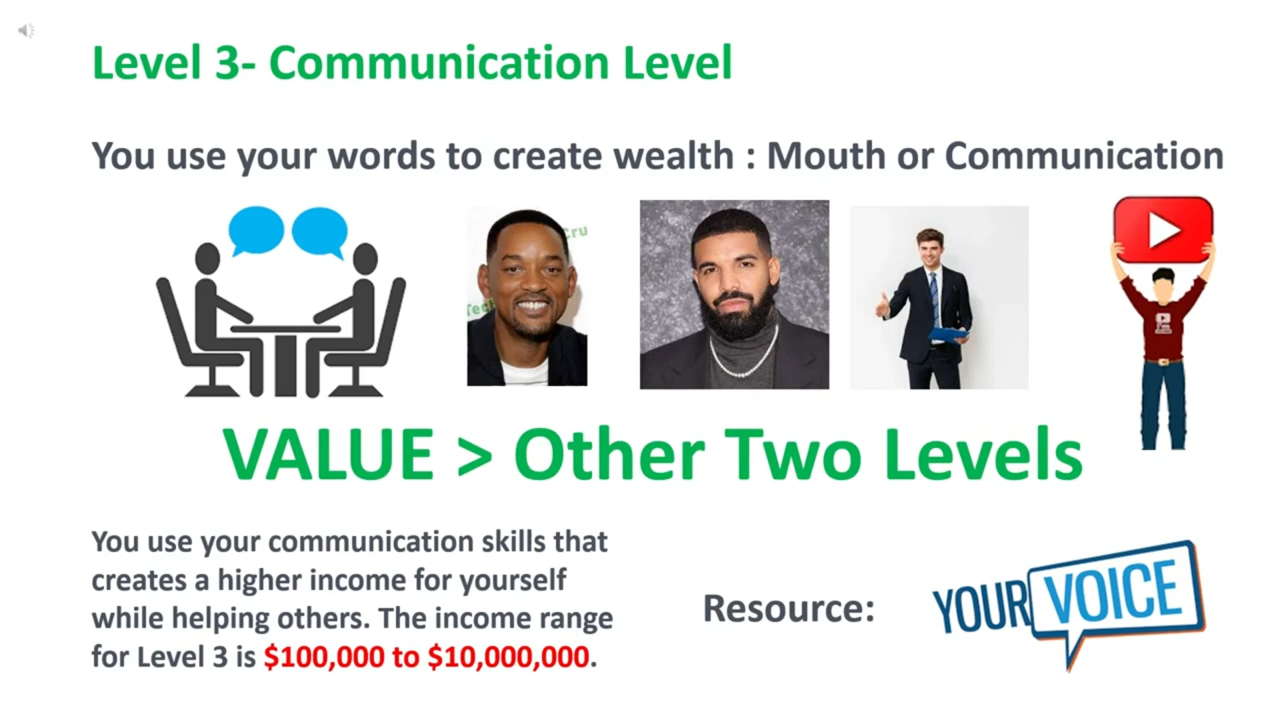 Level 3- Communication Level
You use your words to create wealth : Mouth or Communication
VALUE > Other Two Levels
You use your communication skills that
creates a higher income for yourself
while helping others. The income range
for Level 3 is $100,000 to $10,000,000.
Resource:
YOUR VOICE